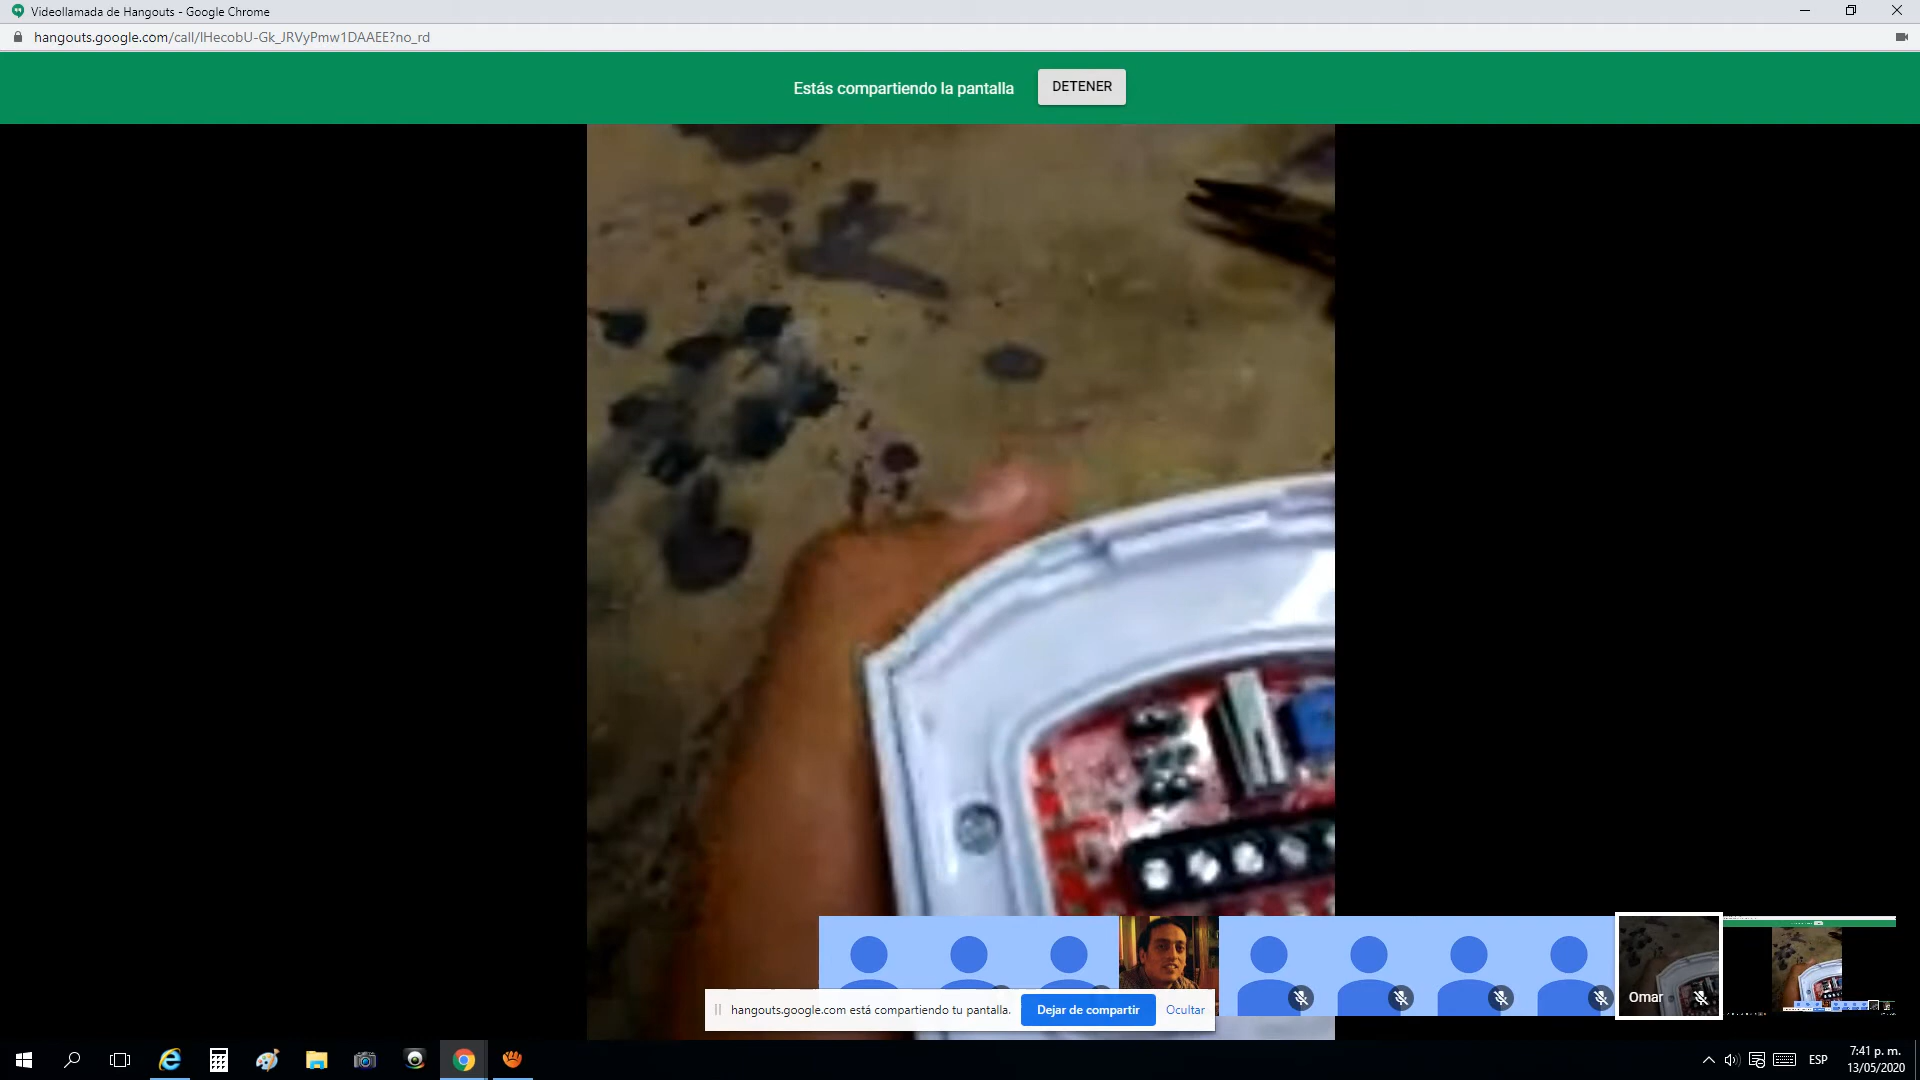 Videollamada de Hangouts - Google Chrome
hangouts.google.com/call/lHecobU-Gk_JRVyPmw1DAAEE?no_rd
Estás compartiendo la pantalla
DETENER
Omar
hangouts.google.com está compartiendo tu pantalla.
Dejar de compartir
Ocultar
ESP
7:41 p. m.
13/05/2020